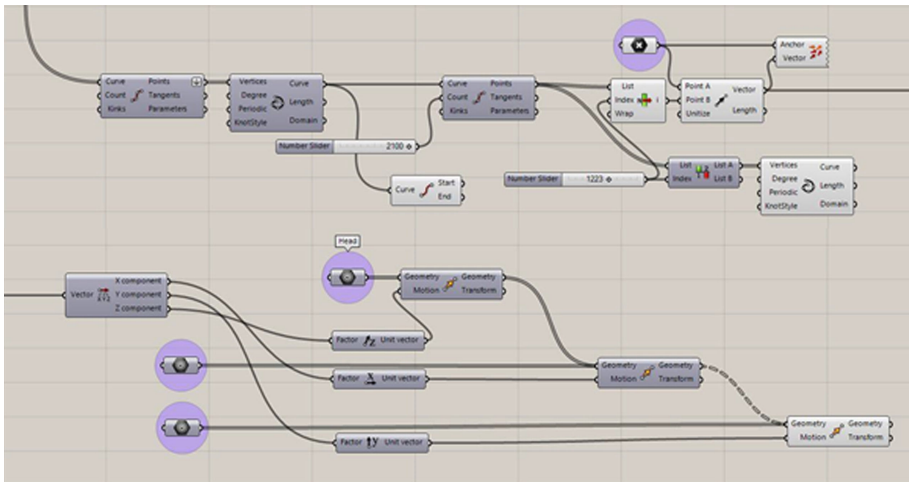 Curve Points
Count Tangents
Kinks Parameters
Vertices Curve
Degree Length
Periodic Domain
KnotStyle
Number Slider 2100
Curve Start
End
Curve Points
Count Tangents
Kinks Parameters
Number Slider 1223
List
Index i
Wrap
Point A Vector
Point B Length
Unitize
Anchor
Vector
List List A
Index List B
Vertices Curve
Degree Length
Periodic Domain
KnotStyle
Vector X component
Y component
Z component
Head
Geometry Geometry
Motion Transform
Factor Z Unit vector
Factor X Unit vector
Factor Y Unit vector
Geometry Geometry
Motion Transform
Geometry Geometry
Motion Transform